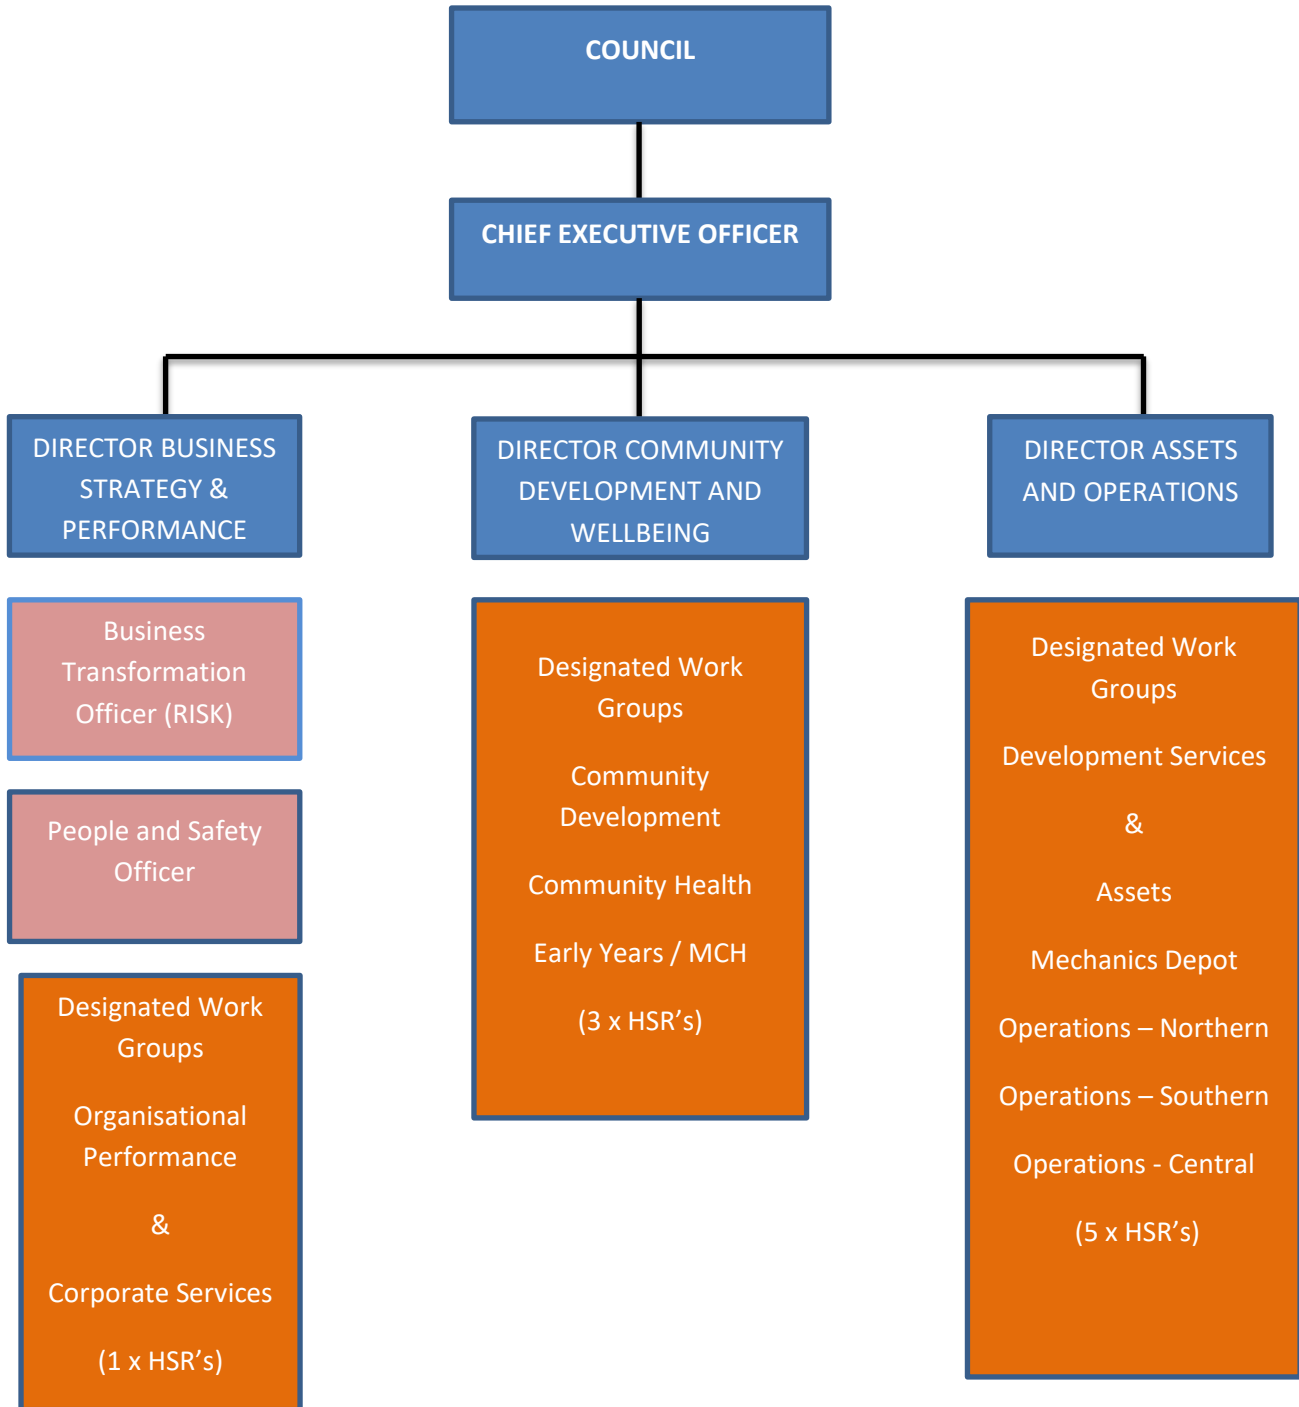 COUNCIL
CHIEF EXECUTIVE OFFICER
DIRECTOR BUSINESS
STRATEGY &
PERFORMANCE
DIRECTOR COMMUNITY
DEVELOPMENT AND
WELLBEING
DIRECTOR ASSETS
AND OPERATIONS
Business
Transformation
Officer (RISK)
People and Safety
Officer
Designated Work
Groups
Organisational
Performance
&
Corporate Services
(1 x HSR’s)
Designated Work
Groups
Community
Development
Community Health
Early Years / MCH
(3 x HSR’s)
Designated Work
Groups
Development Services
&
Assets
Mechanics Depot
Operations – Northern
Operations – Southern
Operations - Central
(5 x HSR’s)